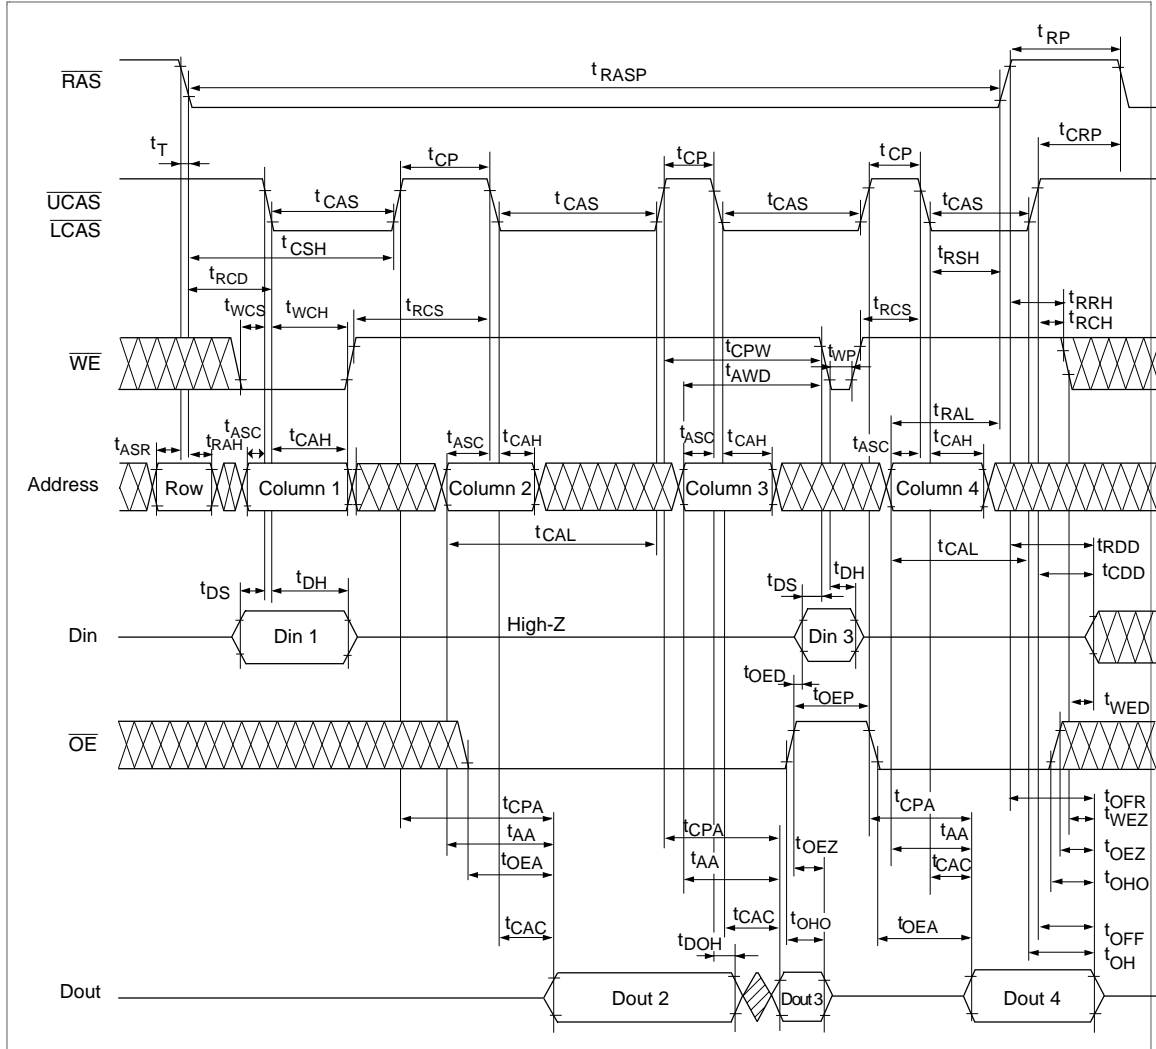 tRP
RAS
tRASP
tT
tCRP
tCP tCP tCP
UCAS
LCAS
tCAS tCAS tCAS tCAS
tCSH
tRSH
tRCD
tWCS tWCH tRCS tRCS tRRH
tRCH
WE
tCPW tWP
tAWD
tRAL
tASR tRAH tASC tCAH tASC tCAH tASC tCAH tASC tCAH
Address Row Column 1 Column 2 Column 3 Column 4
tCAL tCAL tRDD
tCDD
tDS tDH tDS tDH
Din Din 1 High-Z Din 3
tOED
tOEP
tWED
OE
tCPA tCPA tCPA tOFR
tWEZ
tAA tAA tOEZ tAA tOEZ
tOEA tCAC tOHO
tCAC tCAC tOHO tOEA tOFF
tDOH tOH
Dout Dout 2 Dout 3 Dout 4